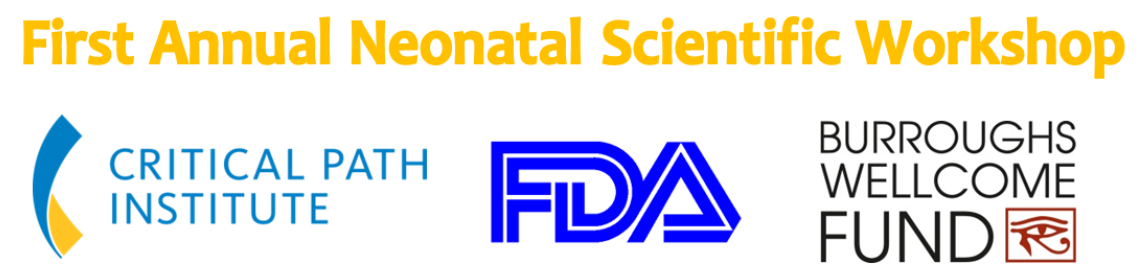 First Annual Neonatal Scientific Workshop
CRITICAL PATH
INSTITUTE
FDA
BURROUGHS
WELLCOME
FUND